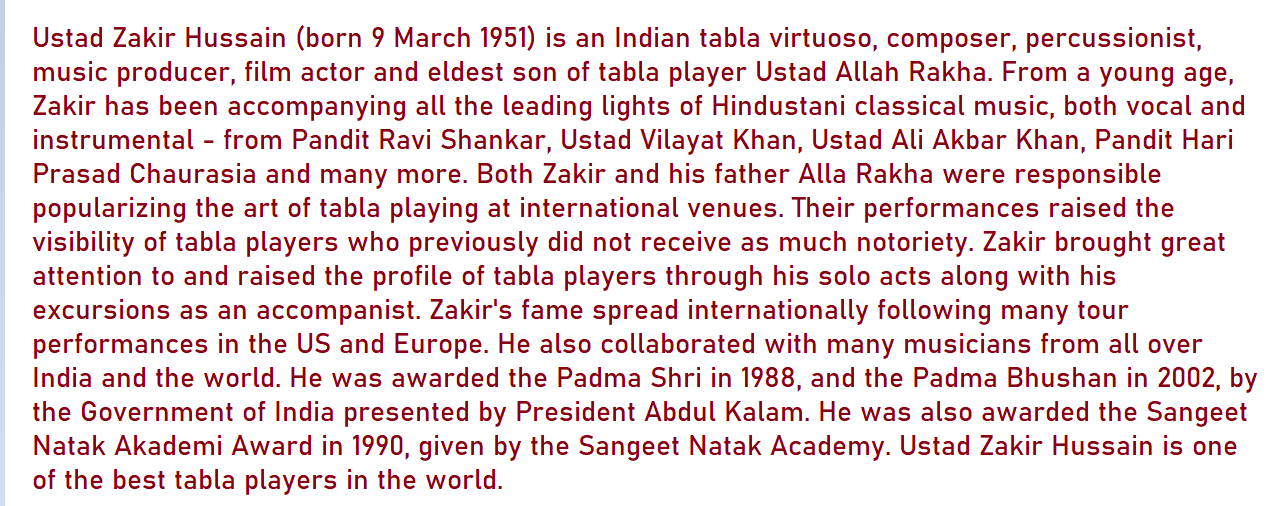 Ustad Zakir Hussain (born 9 March 1951) is an Indian tabla virtuoso, composer, percussionist,
music producer, film actor and eldest son of tabla player Ustad Allah Rakha. From a young age,
Zakir has been accompanying all the leading lights of Hindustani classical music, both vocal and
instrumental - from Pandit Ravi Shankar, Ustad Vilayat Khan, Ustad Ali Akbar Khan, Pandit Hari
Prasad Chaurasia and many more. Both Zakir and his father Alla Rakha were responsible
popularizing the art of tabla playing at international venues. Their performances raised the
visibility of tabla players who previously did not receive as much notoriety. Zakir brought great
attention to and raised the profile of tabla players through his solo acts along with his
excursions as an accompanist. Zakir's fame spread internationally following many tour
performances in the US and Europe. He also collaborated with many musicians from all over
India and the world. He was awarded the Padma Shri in 1988, and the Padma Bhushan in 2002, by
the Government of India presented by President Abdul Kalam. He was also awarded the Sangeet
Natak Akademi Award in 1990, given by the Sangeet Natak Academy. Ustad Zakir Hussain is one
of the best tabla players in the world.